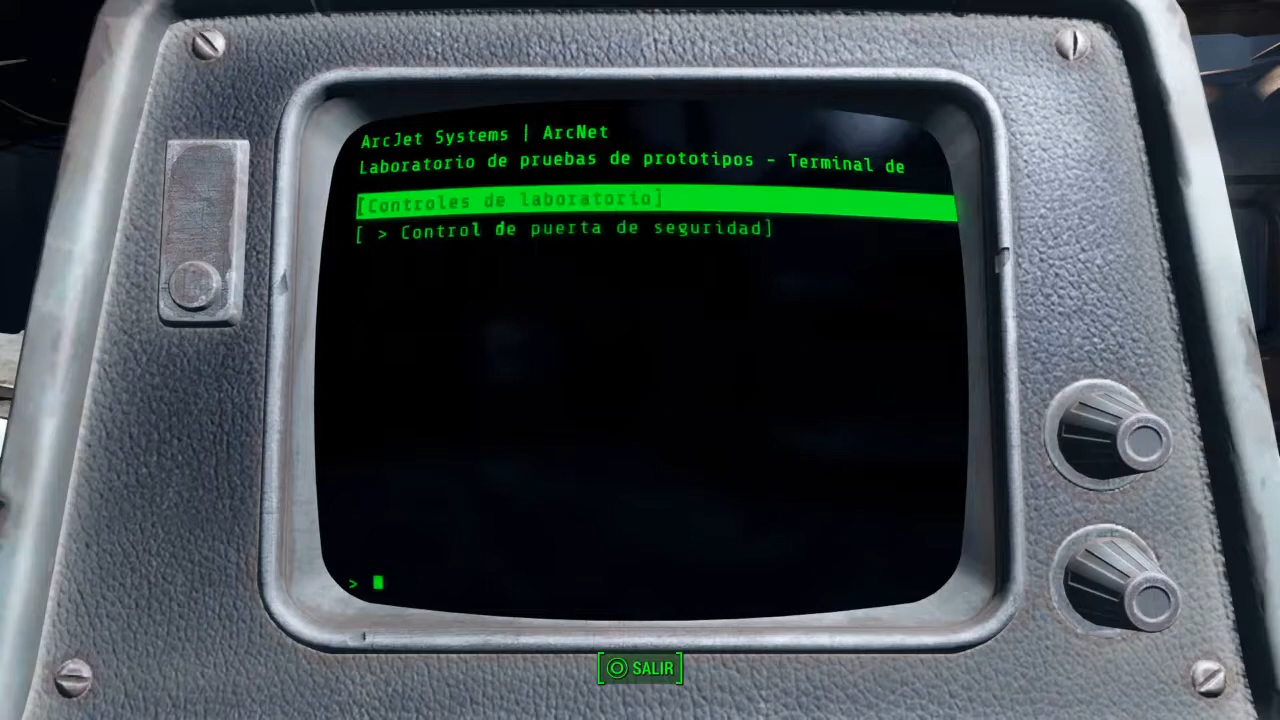 ArcJet Systems | ArcNet
Laboratorio de pruebas de prototipos - Terminal de
[Controles de laboratorio]
[ > Control de puerta de seguridad]
>
SALIR